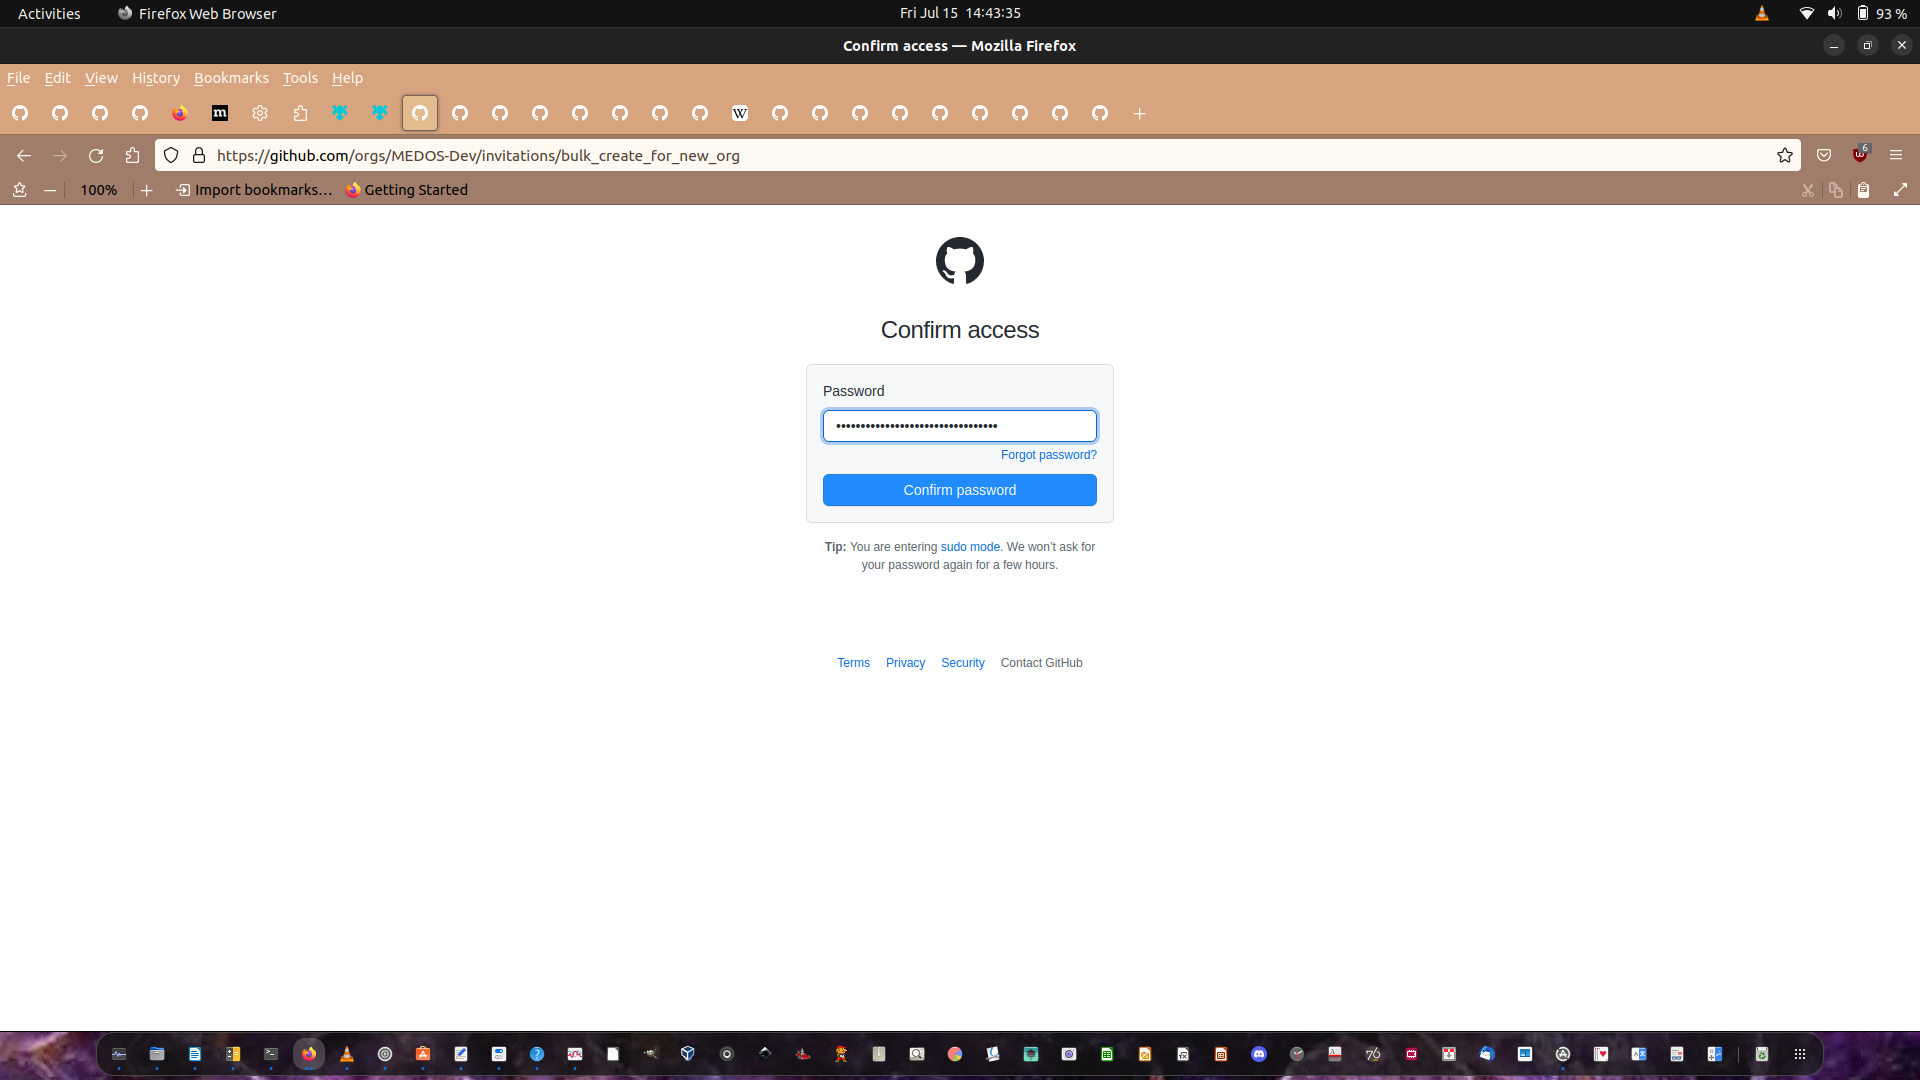 Activities
Firefox Web Browser
Fri Jul 15 14:43:35
93 %
Confirm access — Mozilla Firefox
File Edit View History Bookmarks Tools Help
m
W
https://github.com/orgs/MEDOS-Dev/invitations/bulk_create_for_new_org
6
100%
Import bookmarks…
Getting Started
Confirm access
Password
••••••••••••••••••••••••••••••••
Forgot password?
Confirm password
Tip: You are entering sudo mode. We won't ask for
your password again for a few hours.
Terms Privacy Security Contact GitHub